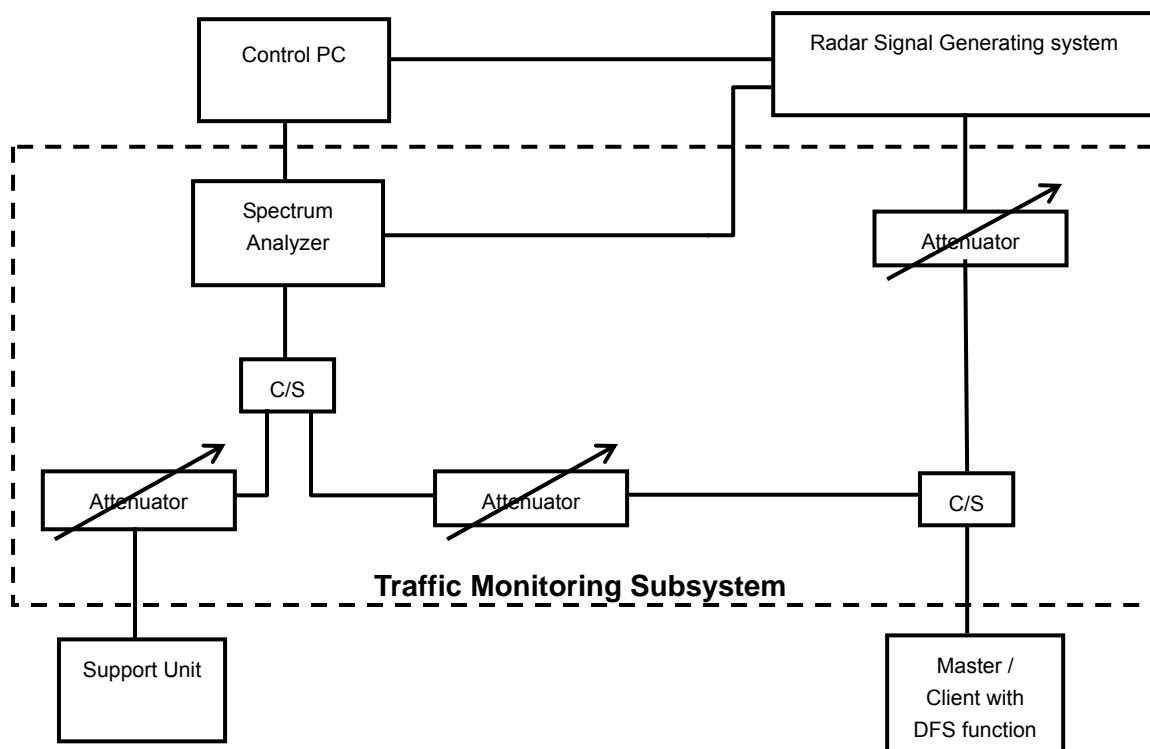 Control PC
Radar Signal Generating system
Spectrum
Analyzer
Attenuator
C/S
Attenuator
Attenuator
C/S
Traffic Monitoring Subsystem
Support Unit
Master /
Client with
DFS function